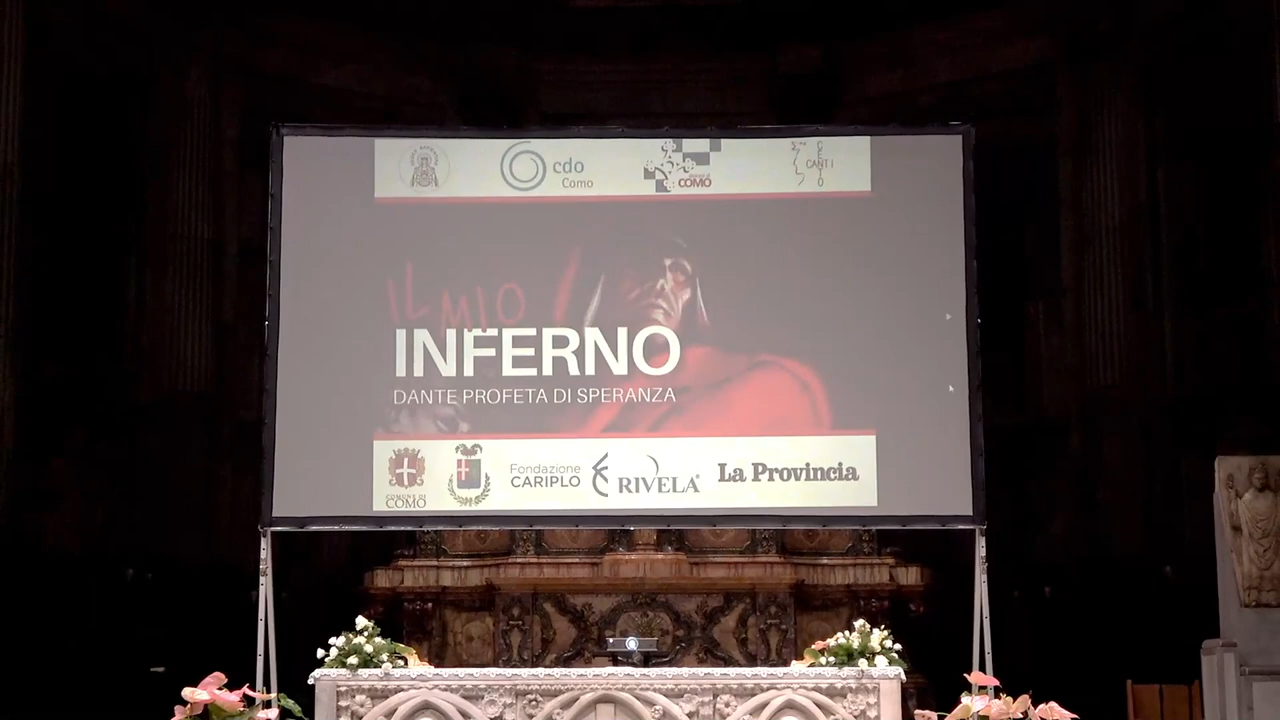 cdo
Como
COMO
CENTO
CANTI
IL MIO
INFERNO
DANTE PROFETA DI SPERANZA
COMUNE DI
COMO
Fondazione
CARIPLO
RIVELA
La Provincia